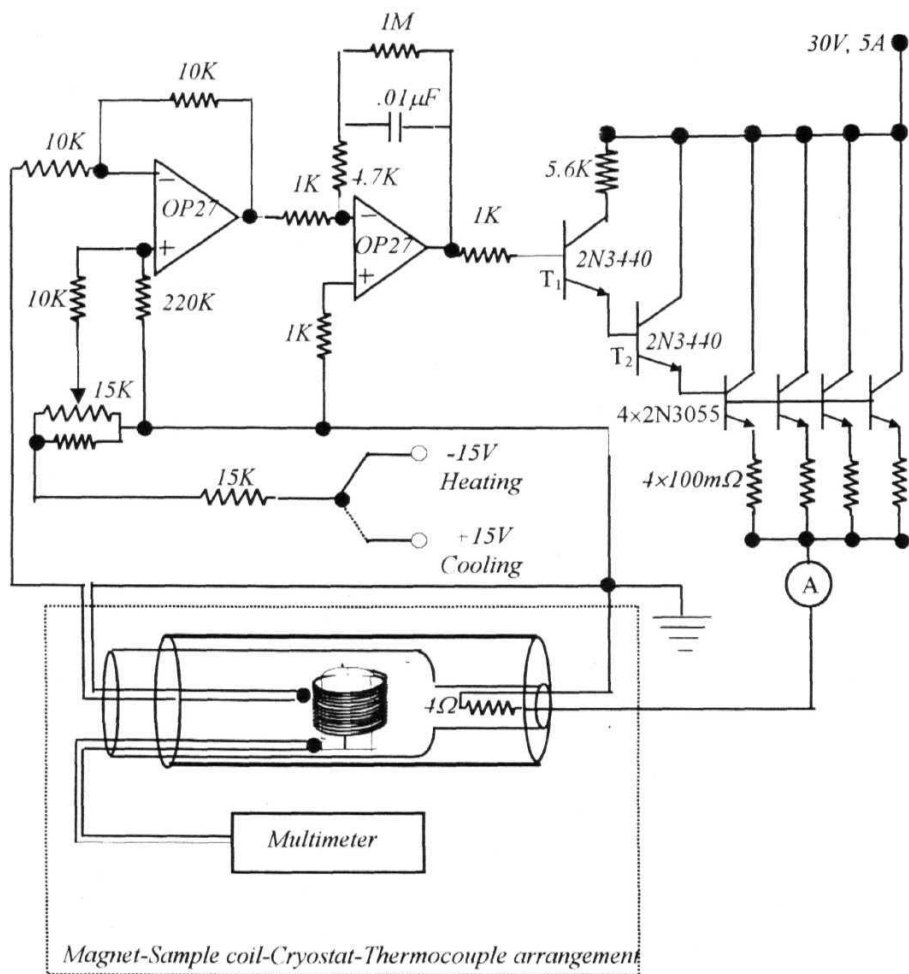 1M
30V, 5A
10K
.01µF
10K
4.7K
5.6K
1K
−
OP27
+
−
OP27
+
1K
2N3440
T1
10K
220K
1K
2N3440
T2
15K
4×2N3055
15K
-15V
Heating
4×100mΩ
+15V
Cooling
A
4Ω
Multimeter
Magnet-Sample coil-Cryostat-Thermocouple arrangement